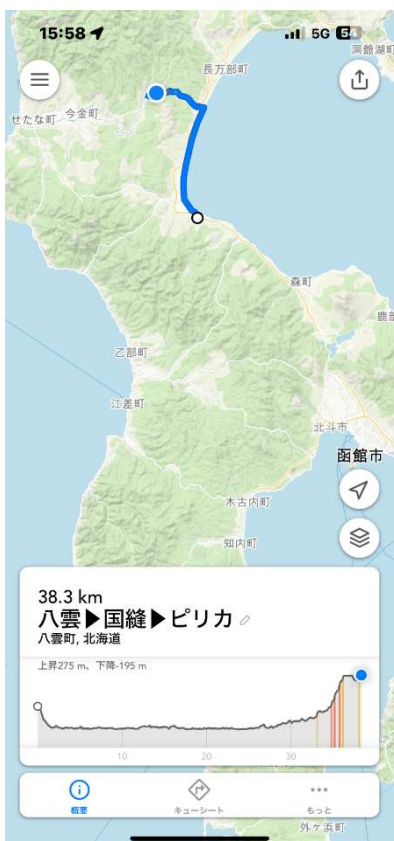 15:58
5G 54
洞爺湖町
長万部町
せたな町 今金町
森町
鹿部
乙部町
江差町
北斗市
函館市
木古内町
知内町
38.3 km
八雲▶国縫▶ピリカ
八雲町, 北海道
上昇275 m、下降-195 m
10 20 30
概要 キューシート もっと
外ヶ浜町